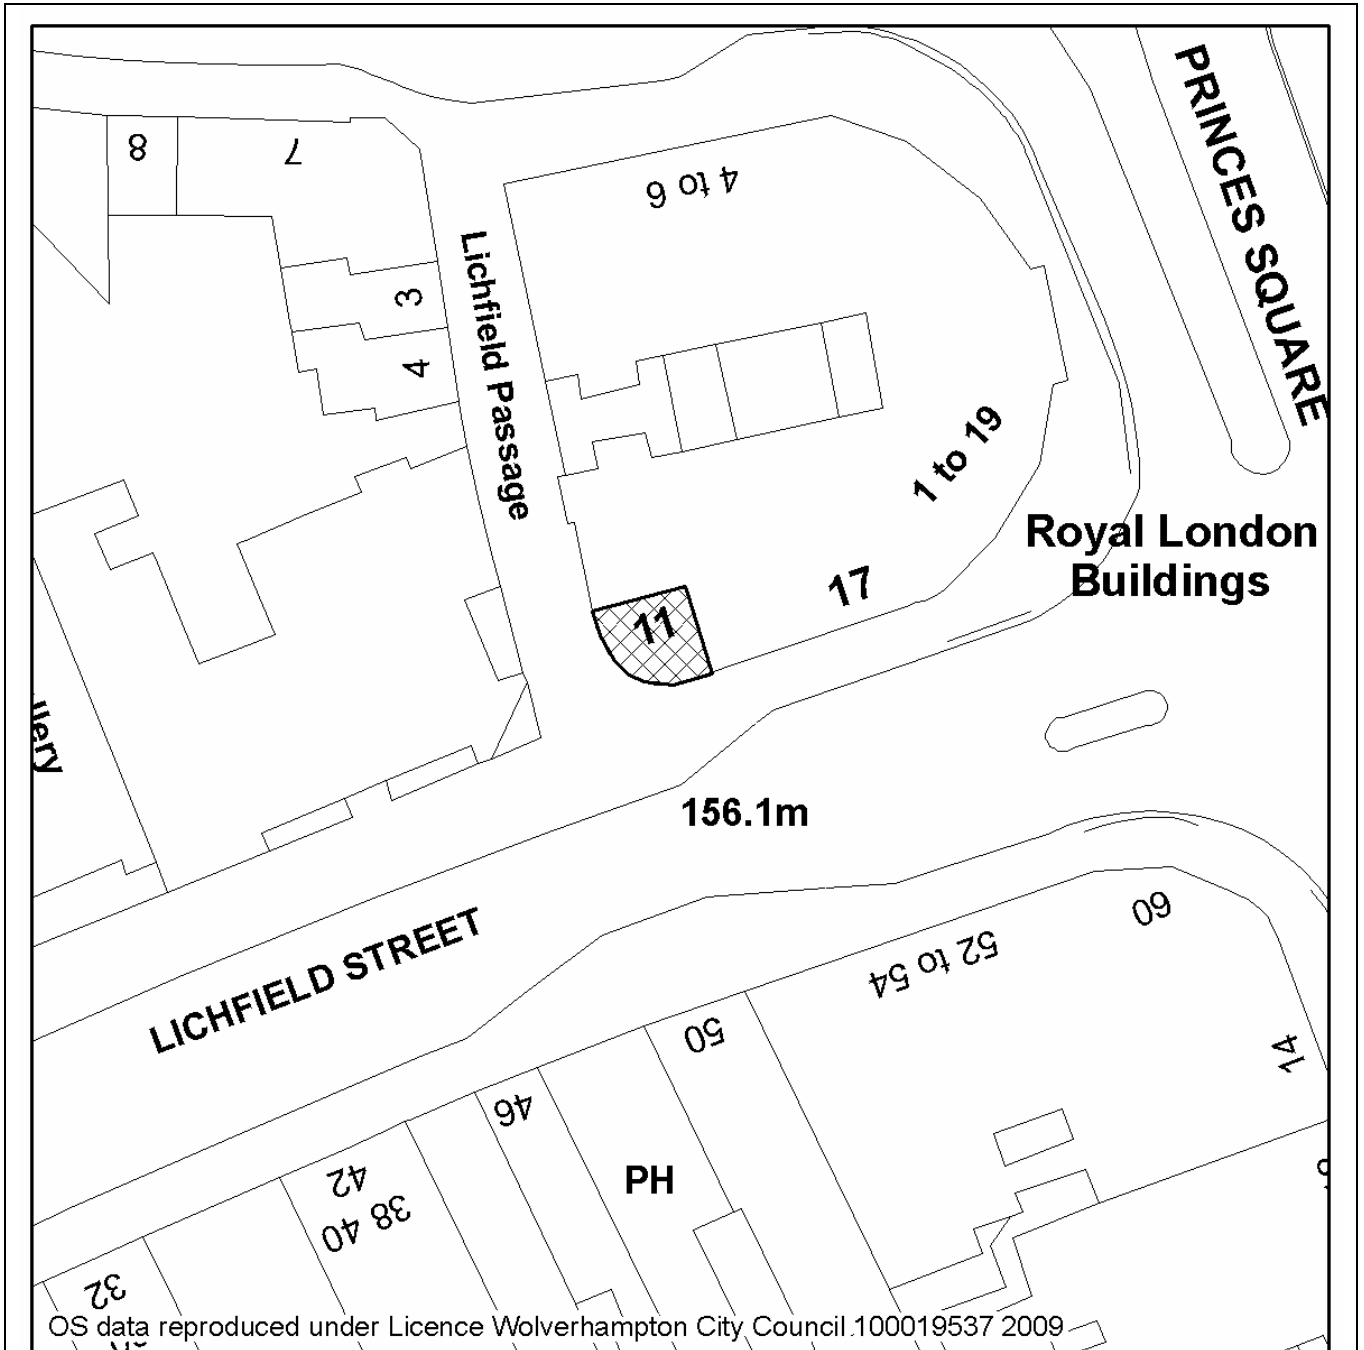 PRINCES SQUARE
8
7
4 to 6
Lichfield Passage
3
4
1 to 19
Royal London
Buildings
17
11
llery
156.1m
60
LICHFIELD STREET
52 to 54
50
14
46
PH
42
38 40
32
OS data reproduced under Licence Wolverhampton City Council 100019537 2009